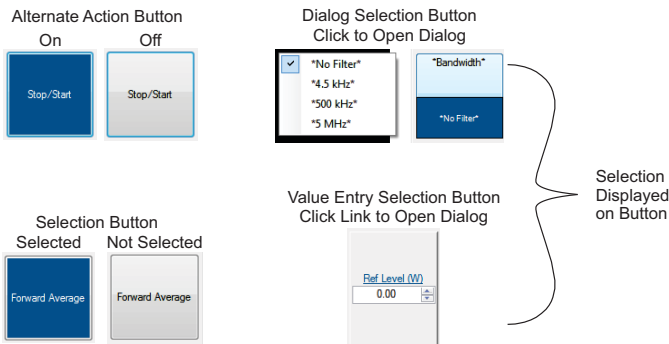 Alternate Action Button
On Off
Stop/Start Stop/Start
Dialog Selection Button
Click to Open Dialog
*No Filter*
*4.5 kHz*
*500 kHz*
*5 MHz*
*Bandwidth*
*No Filter*
Selection
Displayed
on Button
Selection Button
Selected Not Selected
Forward Average Forward Average
Value Entry Selection Button
Click Link to Open Dialog
Ref Level (W)
0.00